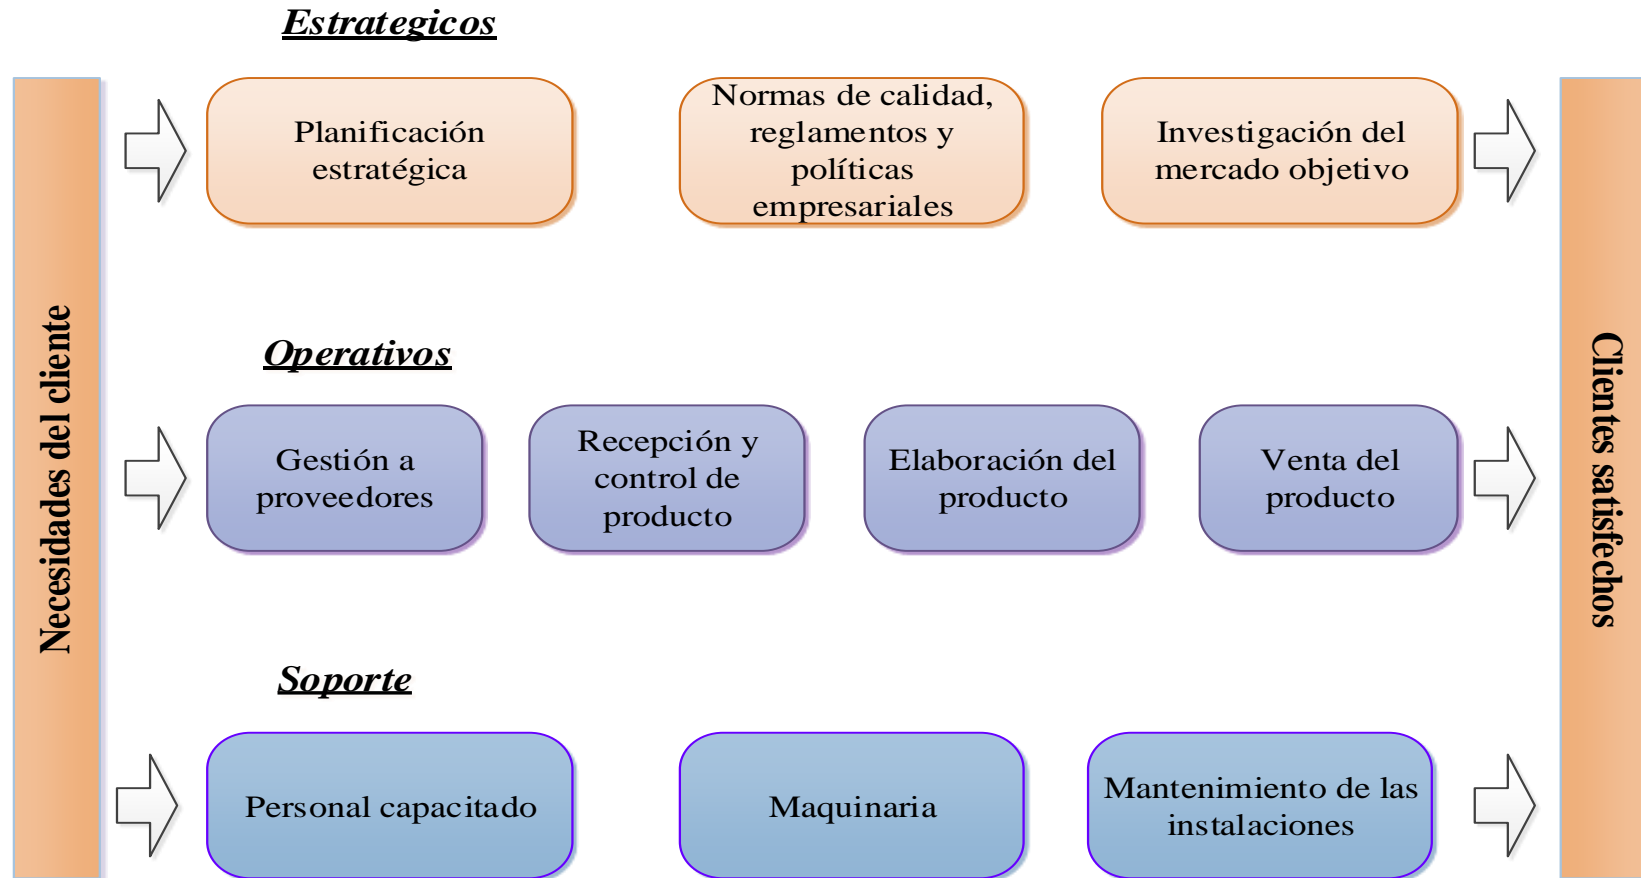 Estrategicos
Necesidades del cliente
Planificación
estratégica
Normas de calidad,
reglamentos y
políticas
empresariales
Investigación del
mercado objetivo
Clientes satisfechos
Operativos
Gestión a
proveedores
Recepción y
control de
producto
Elaboración del
producto
Venta del
producto
Soporte
Personal capacitado
Maquinaria
Mantenimiento de las
instalaciones